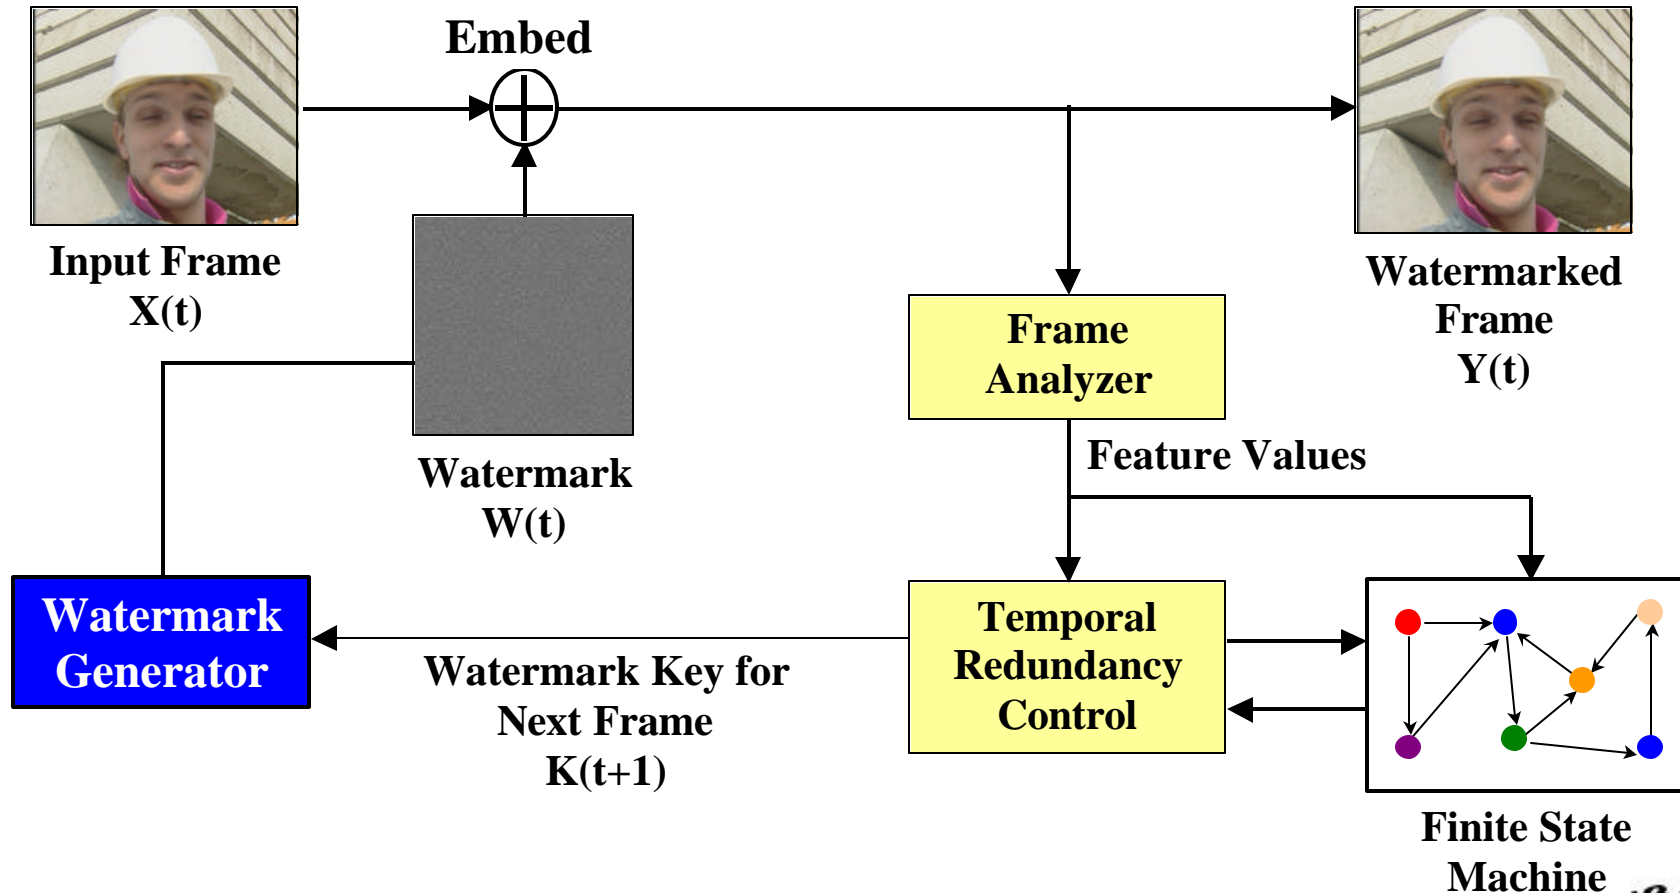 Embed
Input Frame
X(t)
Watermarked
Frame
Y(t)
Frame
Analyzer
Feature Values
Watermark
W(t)
Watermark
Generator
Watermark Key for
Next Frame
K(t+1)
Temporal
Redundancy
Control
Finite State
Machine